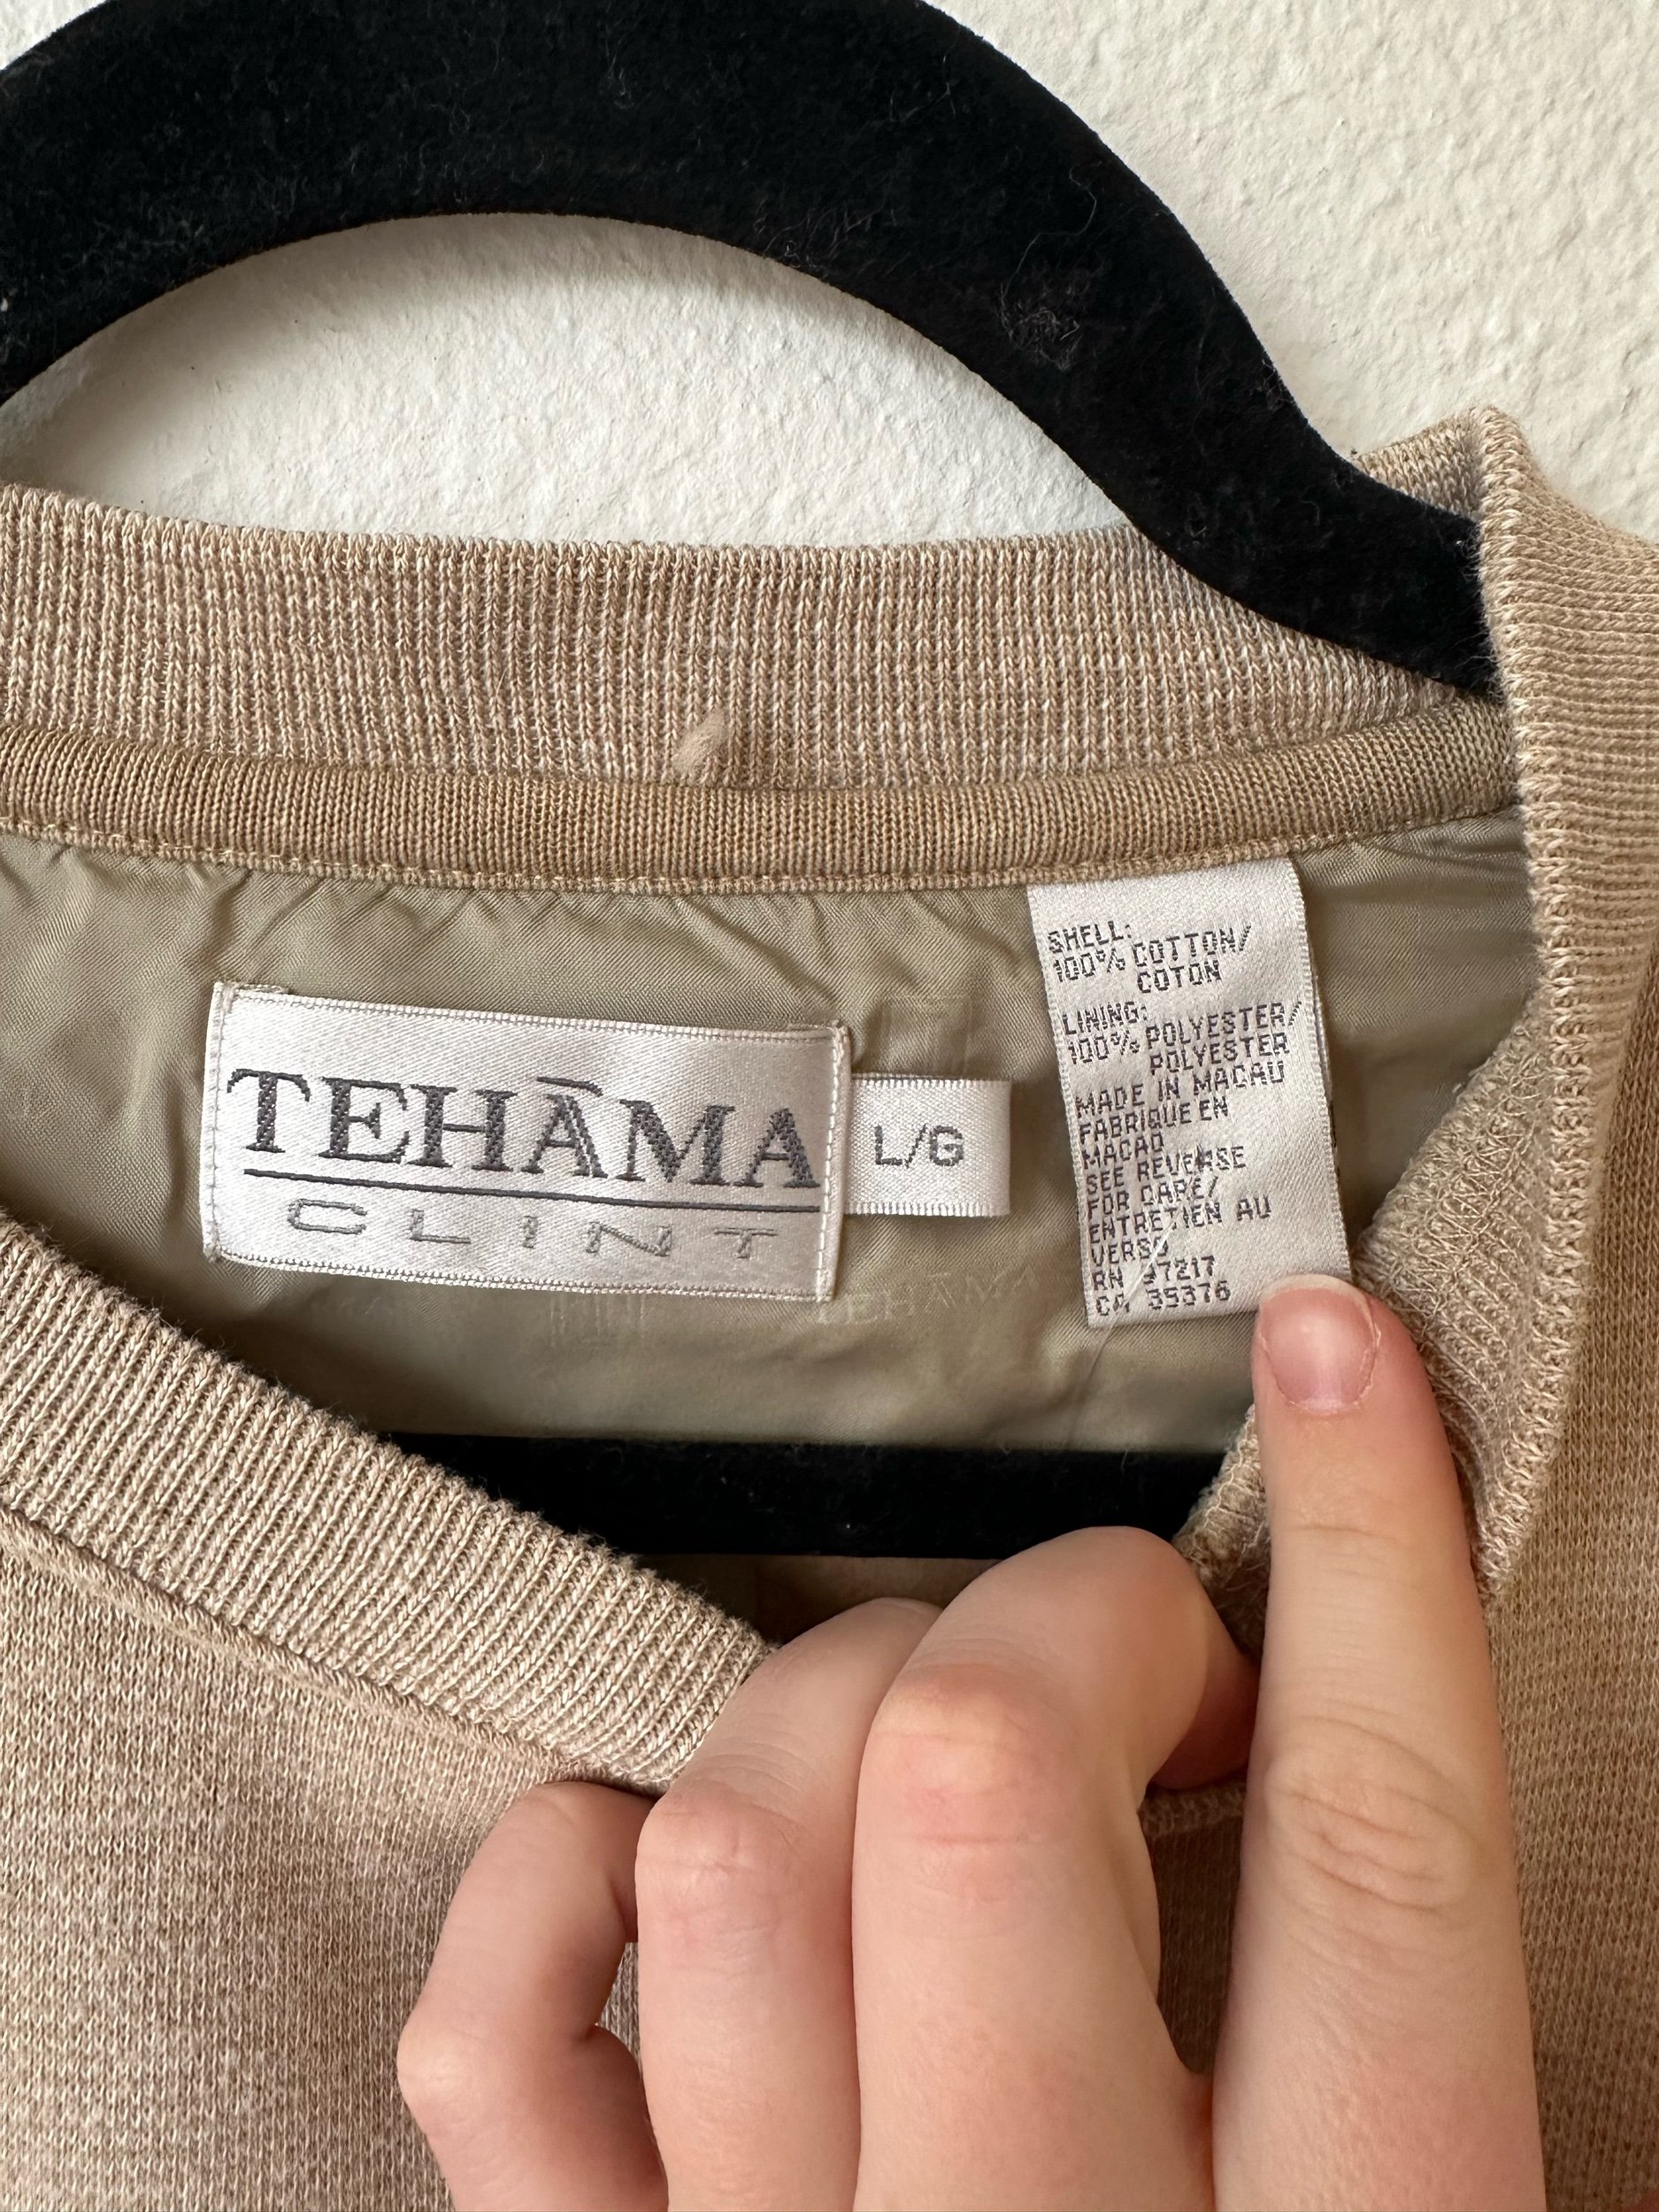 TEHĀMA
CLINT
L/G
SHELL:
100% COTTON/
COTON
LINING:
100% POLYESTER/
POLYESTER
MADE IN MACAU
FABRIQUE EN
MACAO
SEE REVERSE
FOR CARE/
ENTRETIEN AU
VERSO
RN 97217
CA 35376
TEHAMA